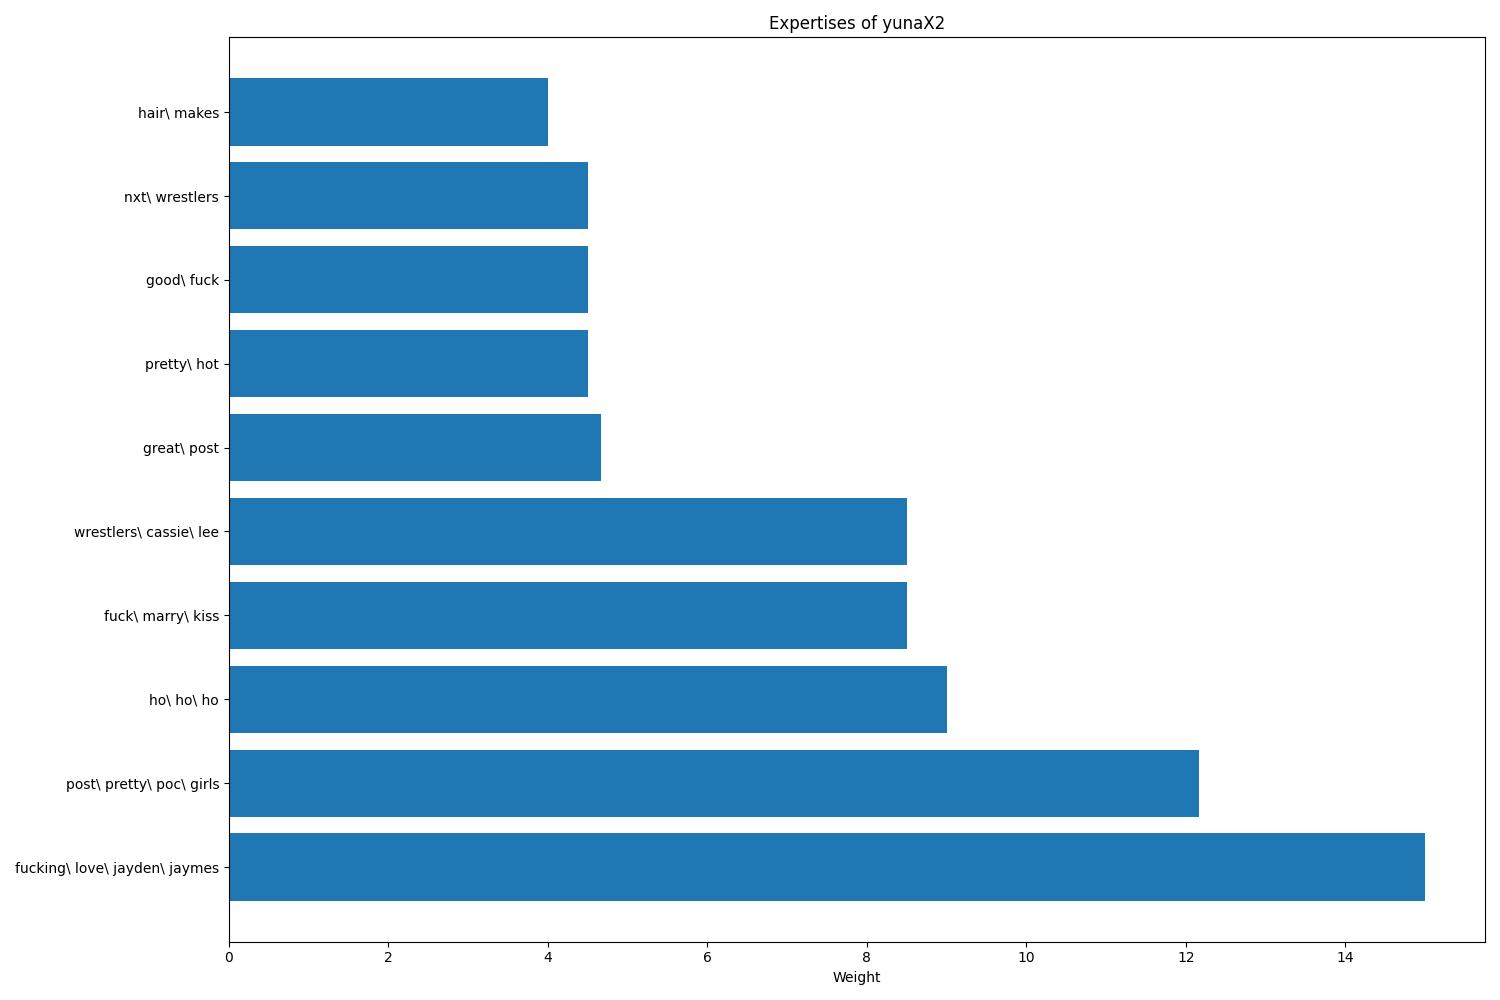 Expertises of yunaX2
hair\ makes
nxt\ wrestlers
good\ fuck
pretty\ hot
great\ post
wrestlers\ cassie\ lee
fuck\ marry\ kiss
ho\ ho\ ho
post\ pretty\ poc\ girls
fucking\ love\ jayden\ jaymes
0 2 4 6 8 10 12 14
Weight